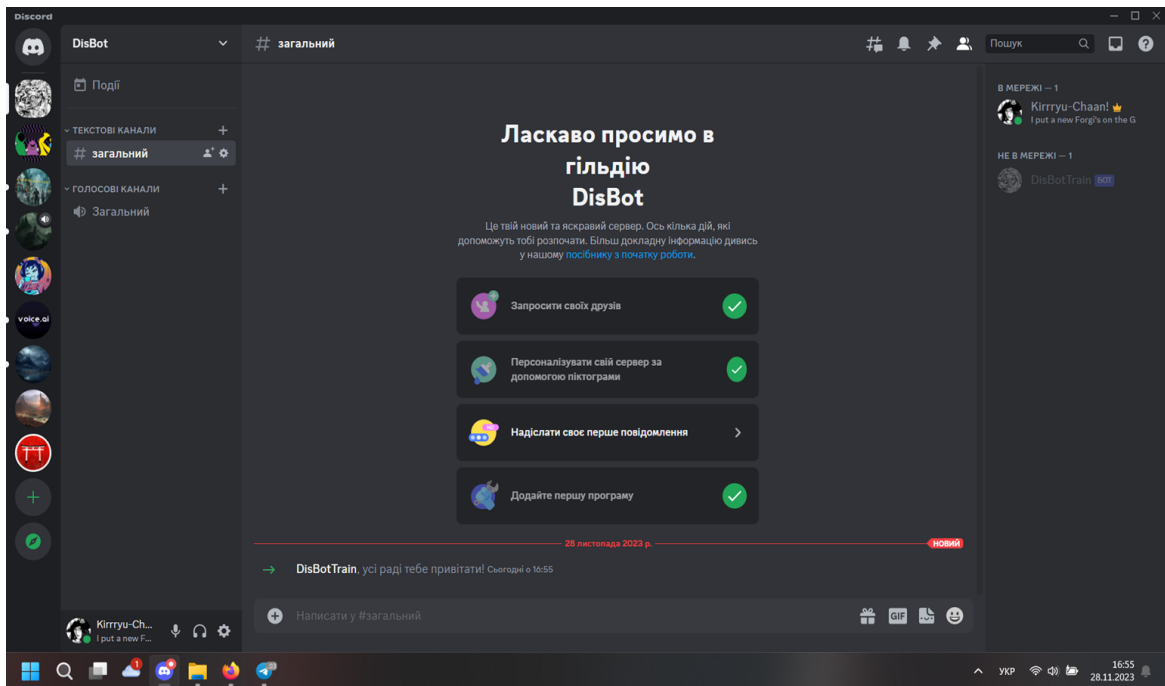 Discord
DisBot
загальний
Пошук
Події
ТЕКСТОВІ КАНАЛИ
загальний
ГОЛОСОВІ КАНАЛИ
Загальний
voice.ai
Ласкаво просимо в
гільдію
DisBot
Це твій новий та яскравий сервер. Ось кілька дій, які
допоможуть тобі розпочати. Більш докладну інформацію дивись
у нашому посібнику з початку роботи.
Запросити своїх друзів
Персоналізувати свій сервер за
допомогою піктограми
Надіслати своє перше повідомлення
Додайте першу програму
28 листопада 2023 р.
НОВИЙ
DisBotTrain, усі раді тебе привітати! Сьогодні о 16:55
Написати у #загальний
GIF
В МЕРЕЖІ — 1
Kirrryu-Chaan!
I put a new Forgi's on the G
НЕ В МЕРЕЖІ — 1
DisBotTrain БОТ
Kirrryu-Ch...
I put a new F...
1
УКР
16:55
28.11.2023